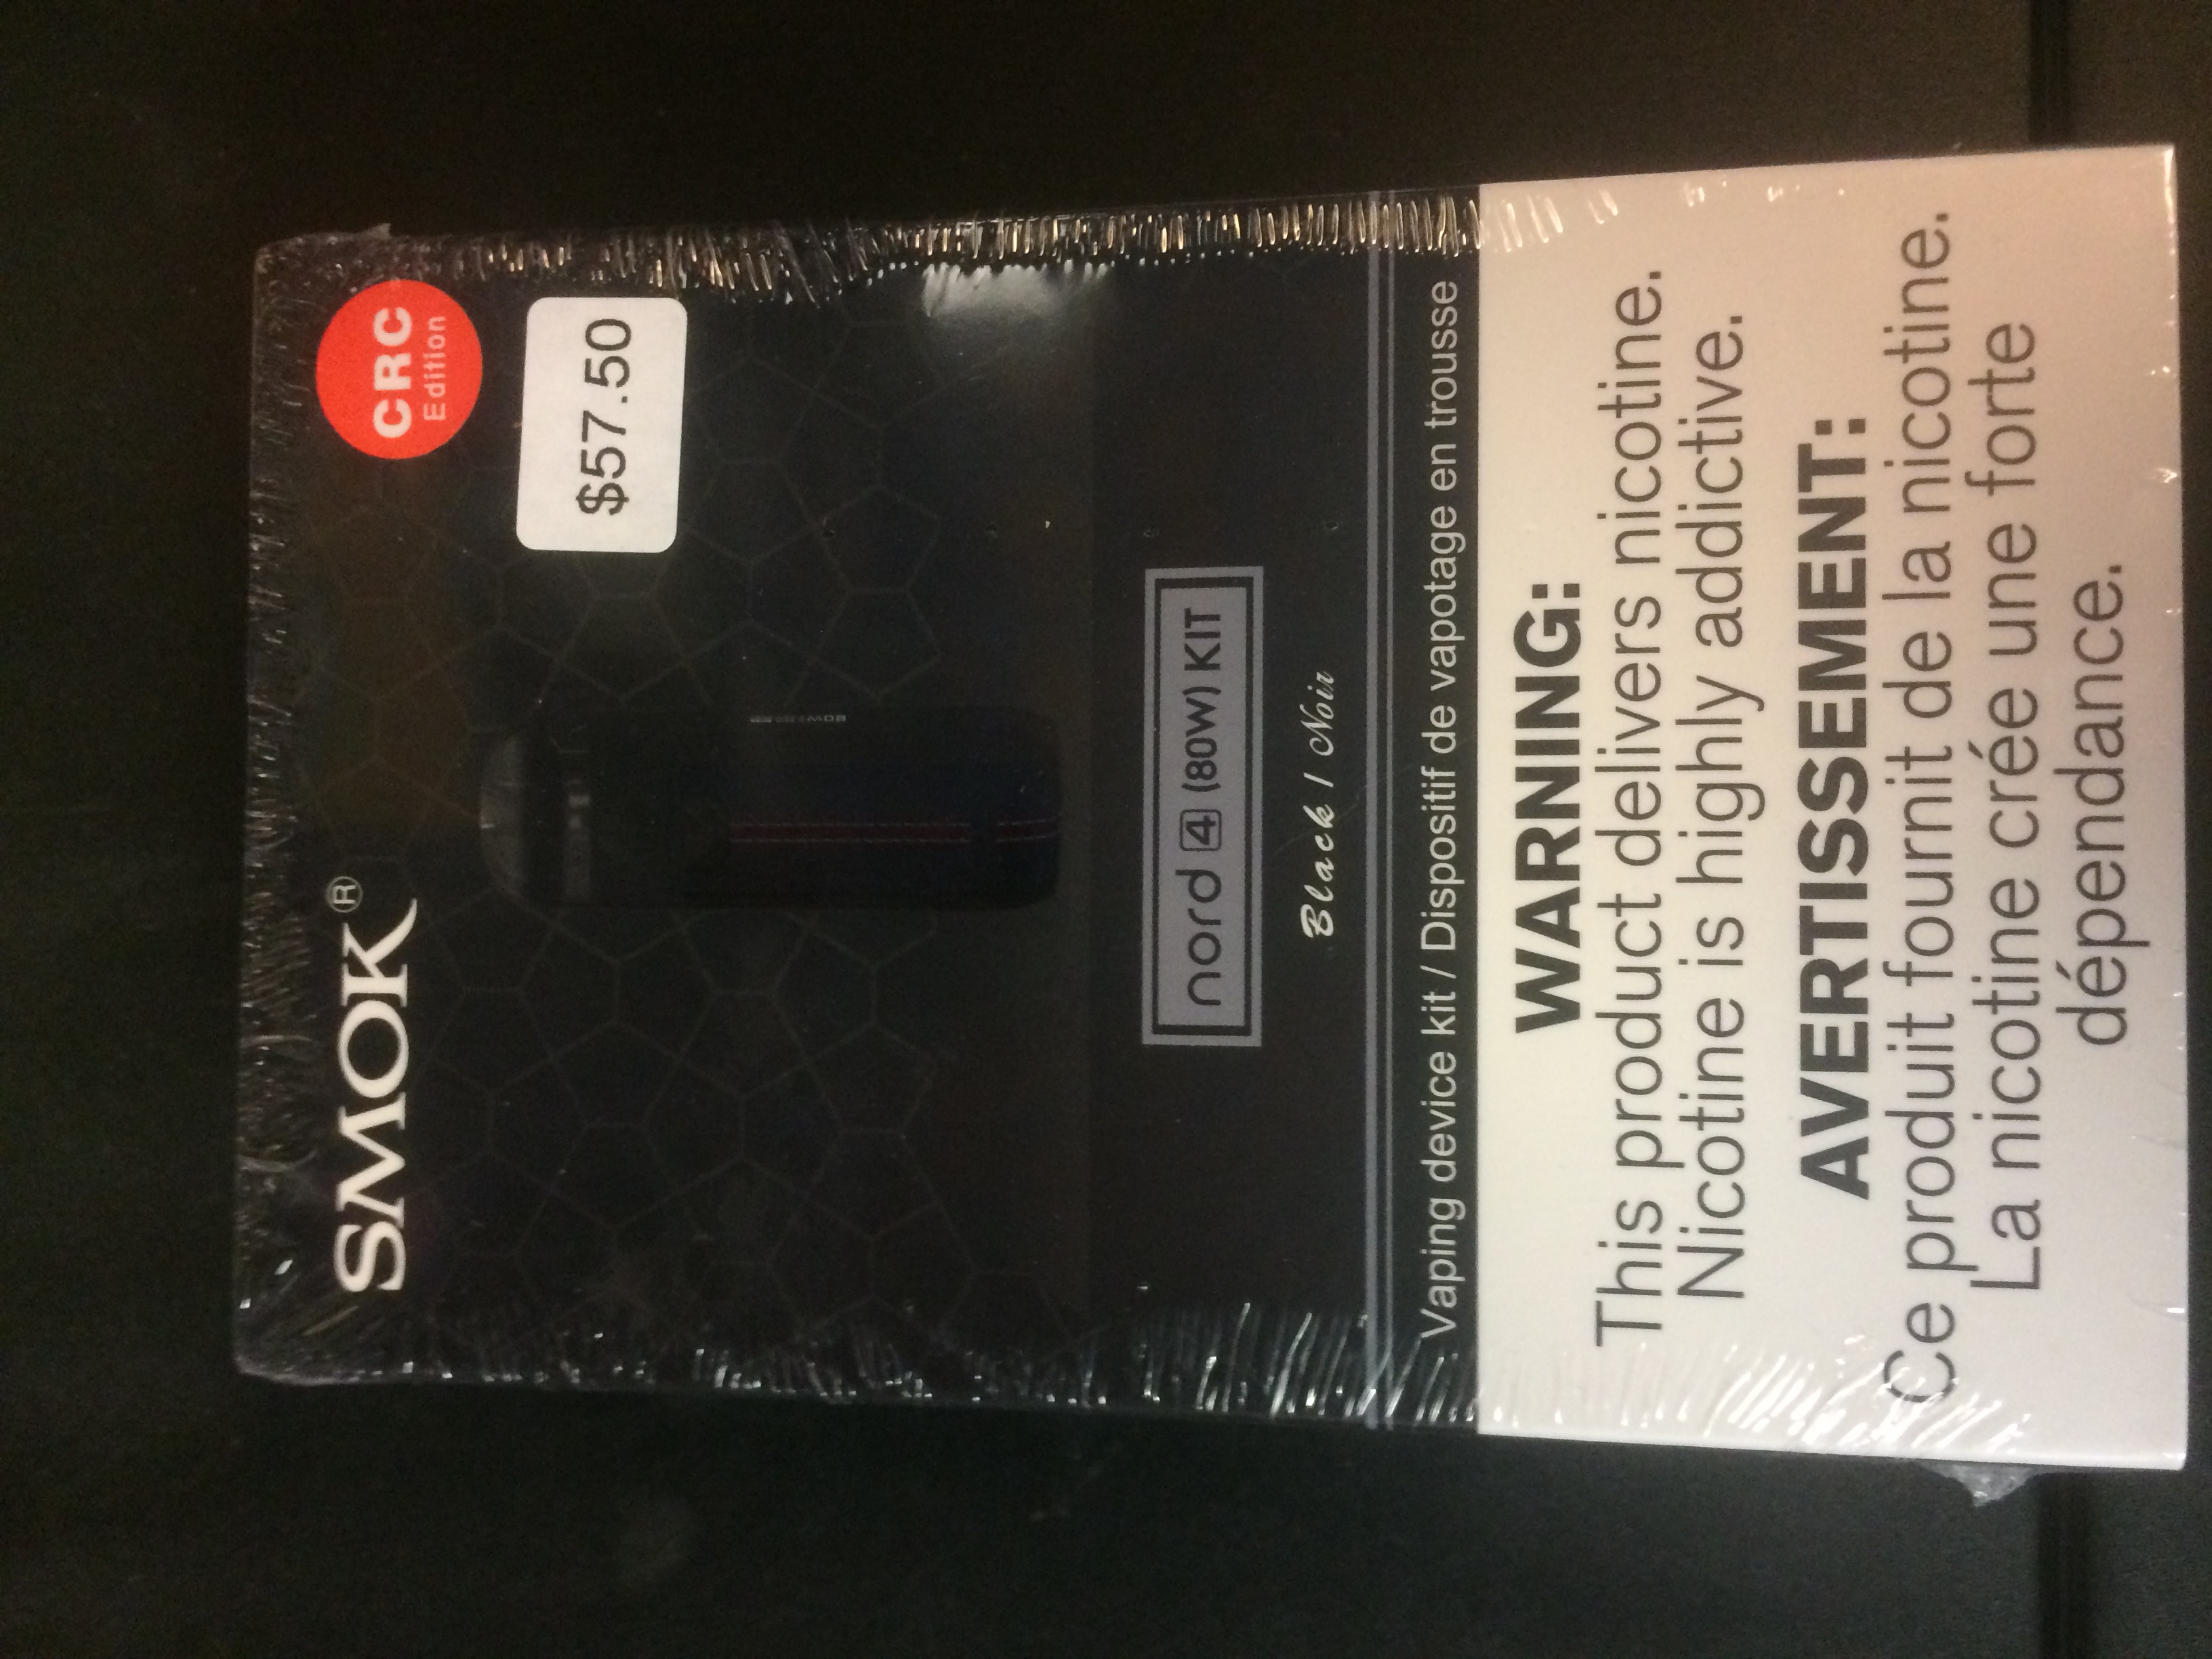 SMOK®
CRC
Edition
$57.50
nord 4 (80W) KIT
Black / Noir
Vaping device kit / Dispositif de vapotage en trousse
WARNING:
This product delivers nicotine.
Nicotine is highly addictive.
AVERTISSEMENT:
Ce produit fournit de la nicotine.
La nicotine crée une forte
dépendance.